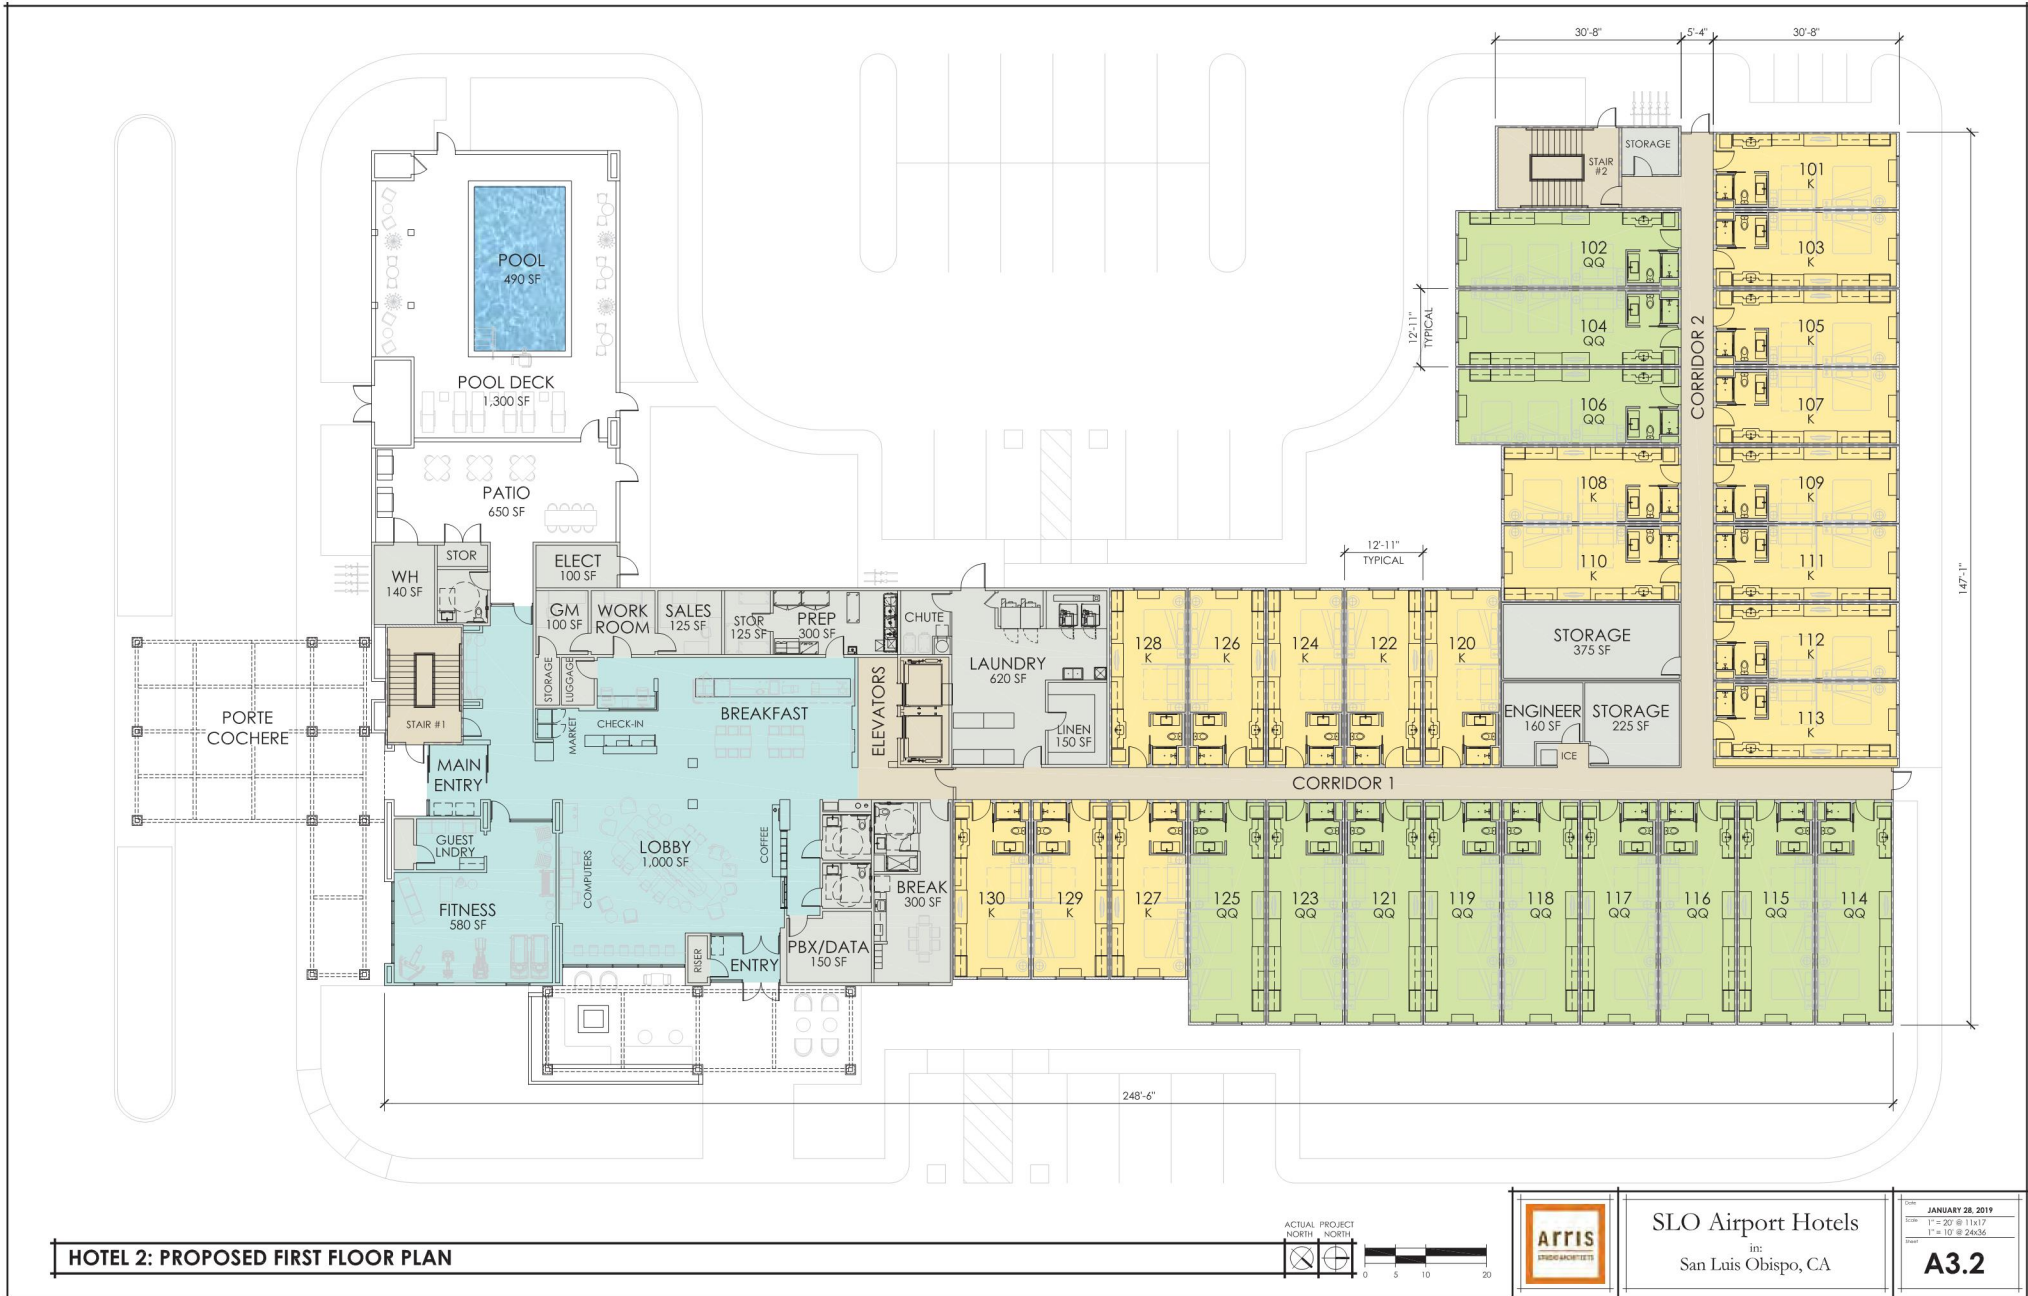 30'-8"
5'-4"
30'-8"
STORAGE
STAIR
#2
101
K
102
QQ
103
K
12'-11"
TYPICAL
104
QQ
105
K
CORRIDOR 2
106
QQ
107
K
108
K
109
K
110
K
111
K
147'-1"
112
K
113
K
POOL
490 SF
POOL DECK
1,300 SF
PATIO
650 SF
STOR
WH
140 SF
ELECT
100 SF
GM
100 SF
WORK
ROOM
SALES
125 SF
STOR
125 SF
PREP
300 SF
CHUTE
LAUNDRY
620 SF
LINEN
150 SF
12'-11"
TYPICAL
128
K
126
K
124
K
122
K
120
K
STORAGE
375 SF
ENGINEER
160 SF
STORAGE
225 SF
ICE
STORAGE
LUGGAGE
MARKET
CHECK-IN
BREAKFAST
ELEVATORS
STAIR #1
PORTE
COCHERE
MAIN
ENTRY
CORRIDOR 1
GUEST
LNDRY
FITNESS
580 SF
COMPUTERS
LOBBY
1,000 SF
COFFEE
BREAK
300 SF
PBX/DATA
150 SF
RISER
ENTRY
130
K
129
K
127
K
125
QQ
123
QQ
121
QQ
119
QQ
118
QQ
117
QQ
116
QQ
115
QQ
114
QQ
248'-6"
HOTEL 2: PROPOSED FIRST FLOOR PLAN
ACTUAL
NORTH
PROJECT
NORTH
0 5 10 20
ARRIS
STUDIO ARCHITECTS
SLO Airport Hotels
in:
San Luis Obispo, CA
Date
JANUARY 28, 2019
Scale
1" = 20' @ 11x17
1" = 10' @ 24x36
Sheet
A3.2